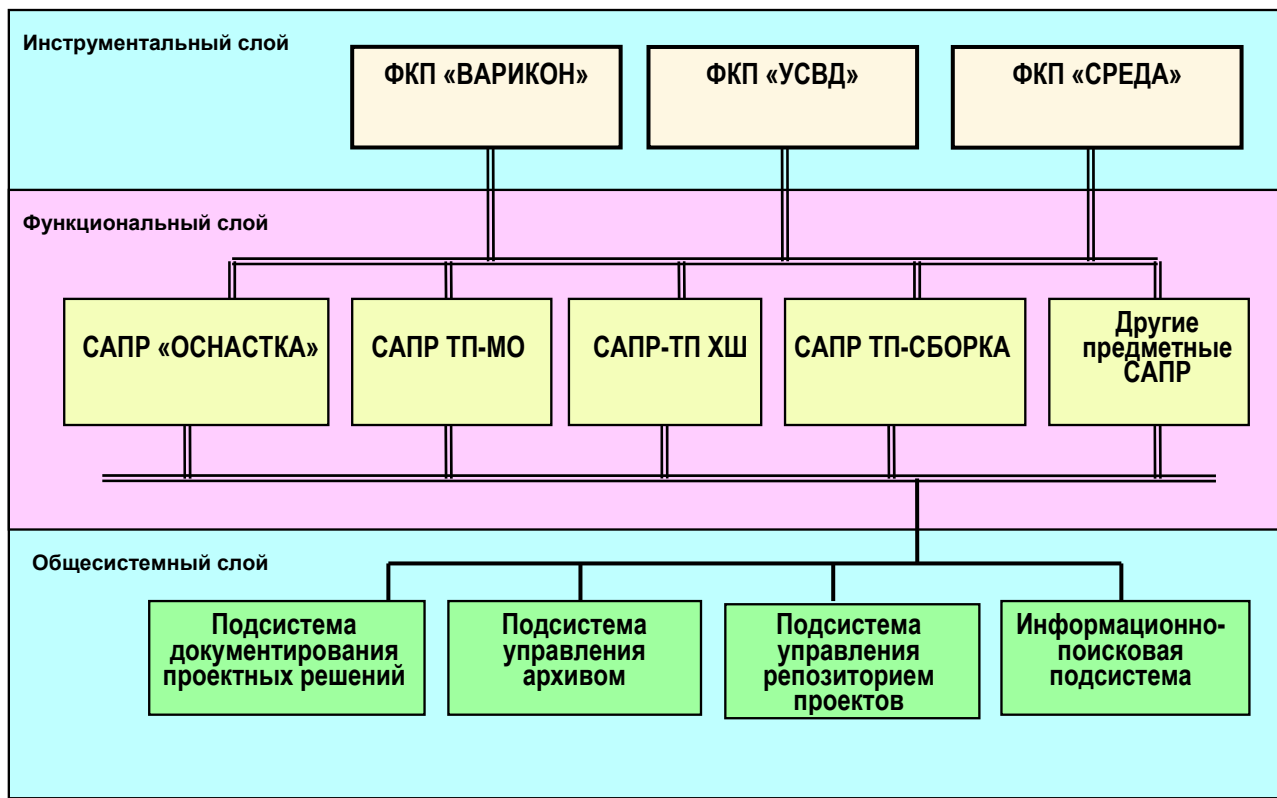 Инструментальный слой
ФКП «ВАРИКОН»
ФКП «УСВД»
ФКП «СРЕДА»
Функциональный слой
САПР «ОСНАСТКА»
САПР ТП-МО
САПР-ТП ХШ
САПР ТП-СБОРКА
Другие
предметные
САПР
Общесистемный слой
Подсистема
документирования
проектных решений
Подсистема
управления
архивом
Подсистема
управления
репозиторием
проектов
Информационно-
поисковая
подсистема